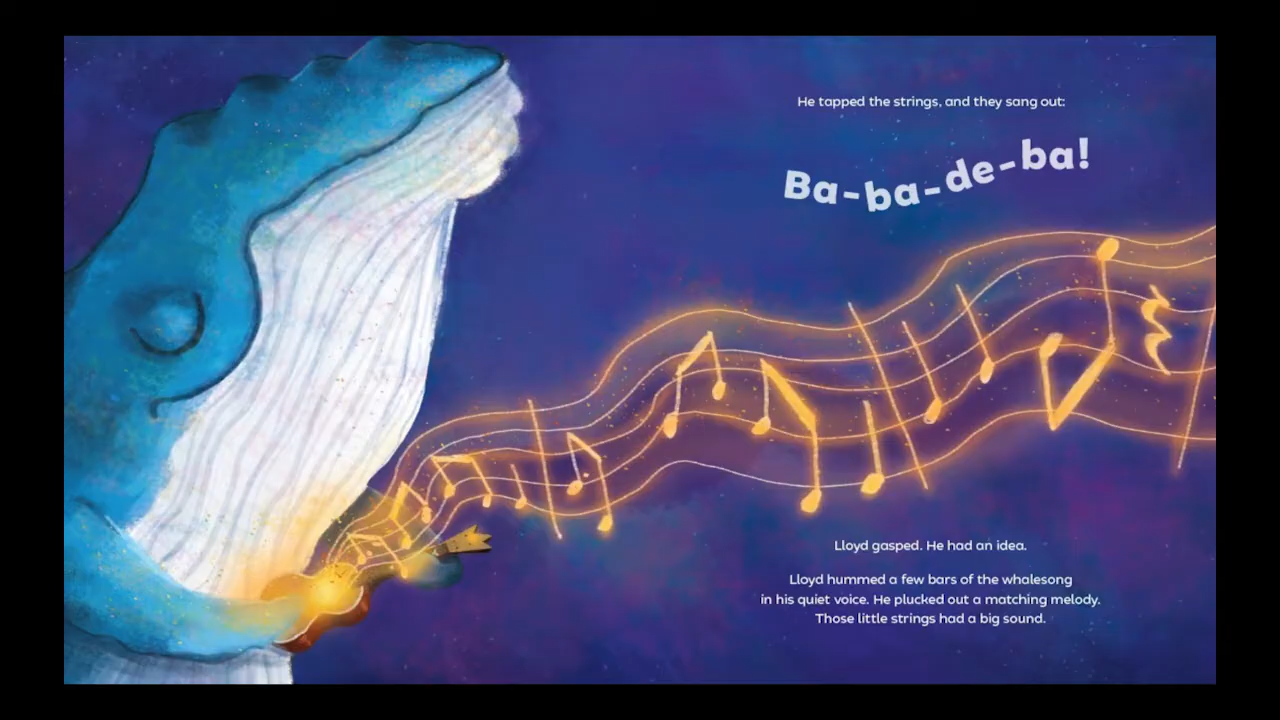 He tapped the strings, and they sang out:
Ba-ba-de-ba!
Lloyd gasped. He had an idea.
Lloyd hummed a few bars of the whalesong
in his quiet voice. He plucked out a matching melody.
Those little strings had a big sound.